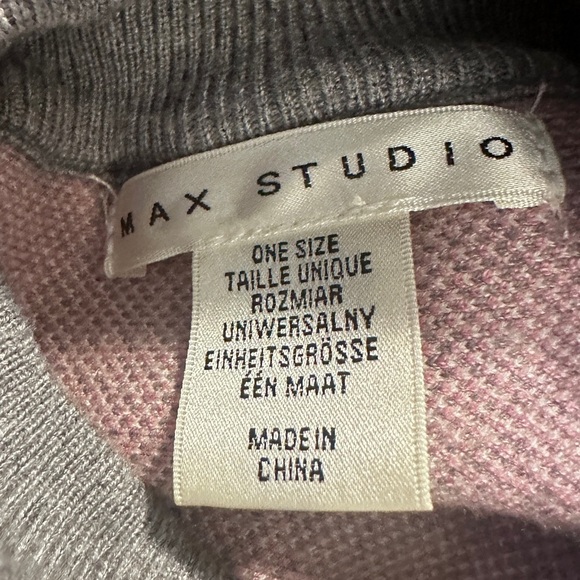 MAX STUDIO
ONE SIZE
TAILLE UNIQUE
ROZMIAR
UNIWERSALNY
EINHEITSGRÖSSE
ÉÉN MAAT
MADE IN
CHINA